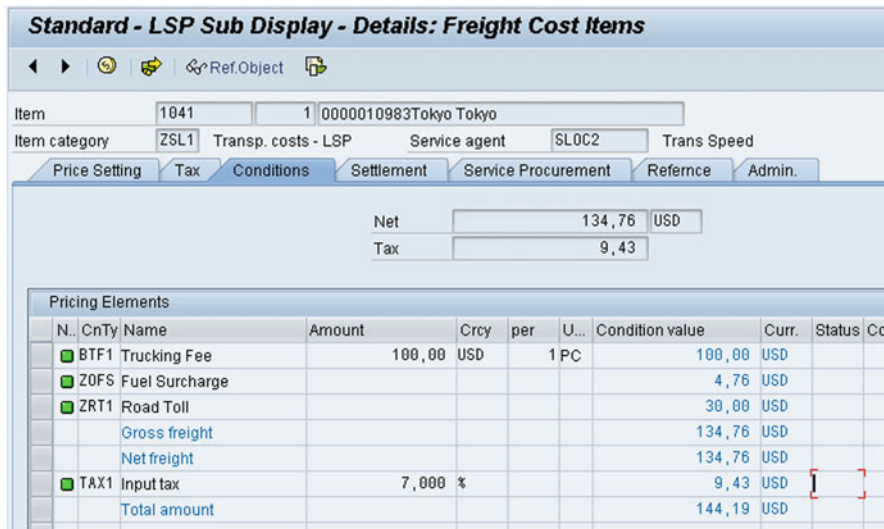 Standard - LSP Sub Display - Details: Freight Cost Items
Ref.Object
Item 1041 1 0000010983Tokyo Tokyo
Item category ZSL1 Transp. costs - LSP Service agent SLOC2 Trans Speed
Price Setting Tax Conditions Settlement Service Procurement Refernce Admin.
Net 134,76 USD
Tax 9,43
Pricing Elements
N.. CnTy Name Amount Crcy per U... Condition value Curr. Status Co
BTF1 Trucking Fee 100,00 USD 1 PC 100,00 USD
ZOFS Fuel Surcharge 4,76 USD
ZRT1 Road Toll 30,00 USD
Gross freight 134,76 USD
Net freight 134,76 USD
TAX1 Input tax 7,000 % 9,43 USD
Total amount 144,19 USD